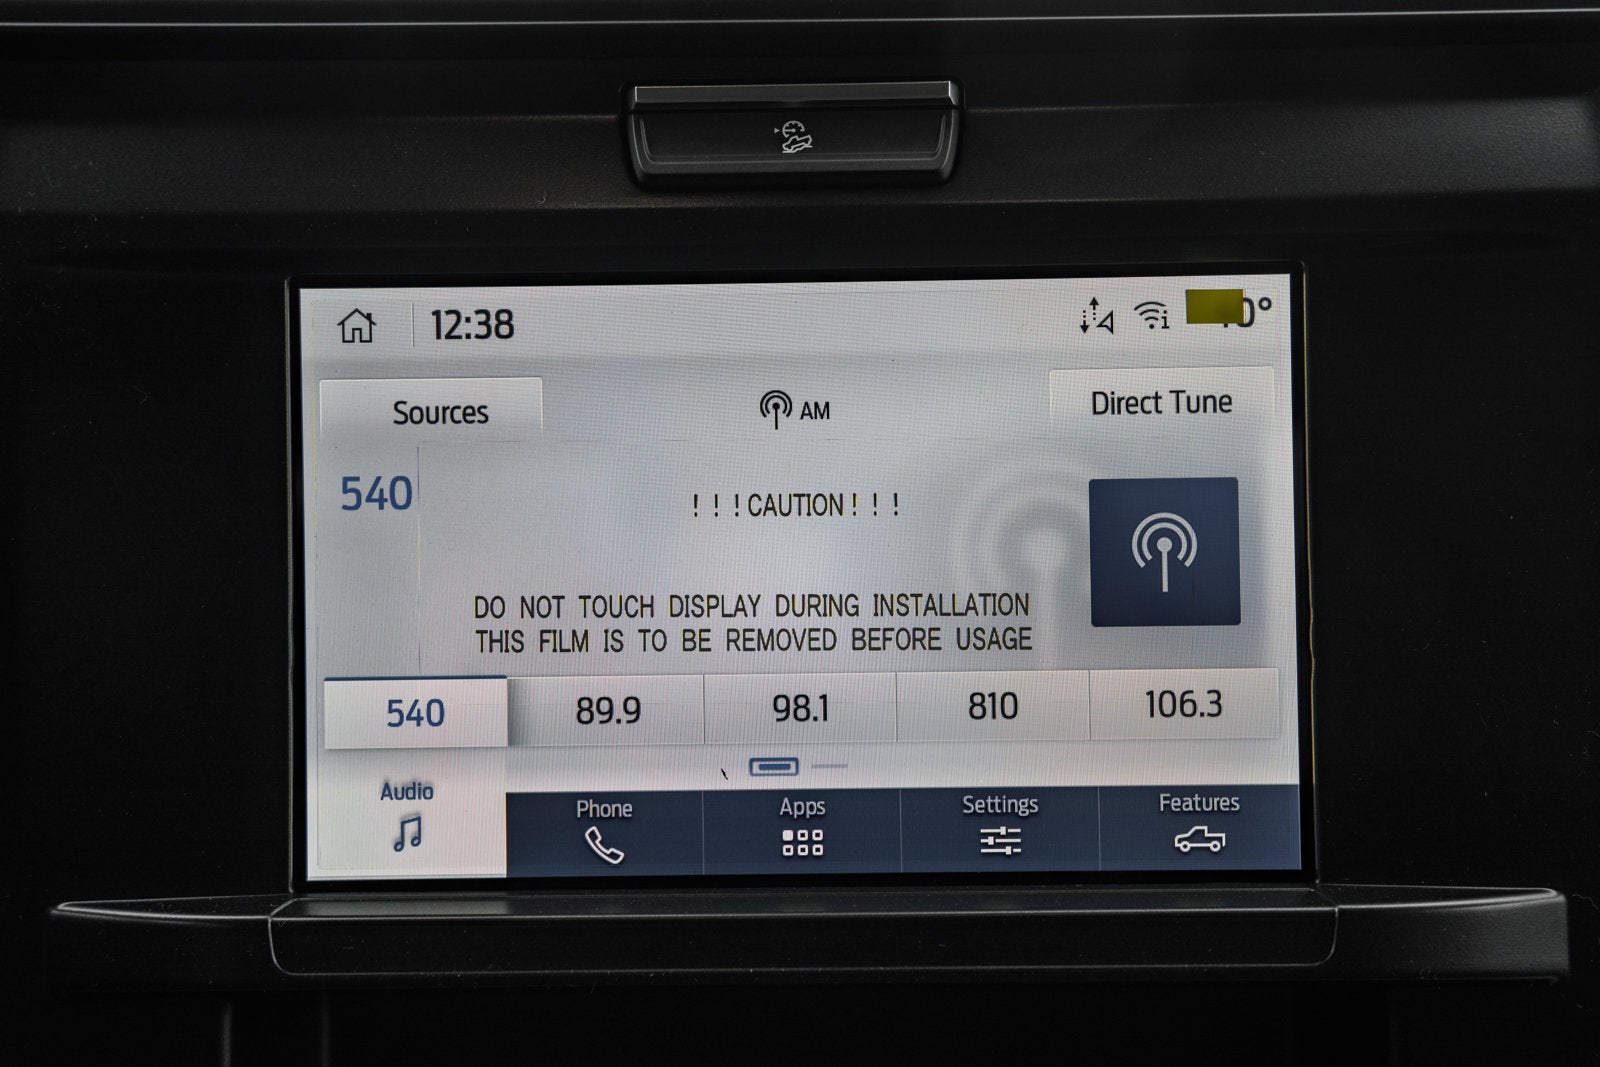 12:38
Sources
AM
Direct Tune
540
! ! ! CAUTION ! ! !
DO NOT TOUCH DISPLAY DURING INSTALLATION
THIS FILM IS TO BE REMOVED BEFORE USAGE
540 89.9 98.1 810 106.3
Audio Phone Apps Settings Features